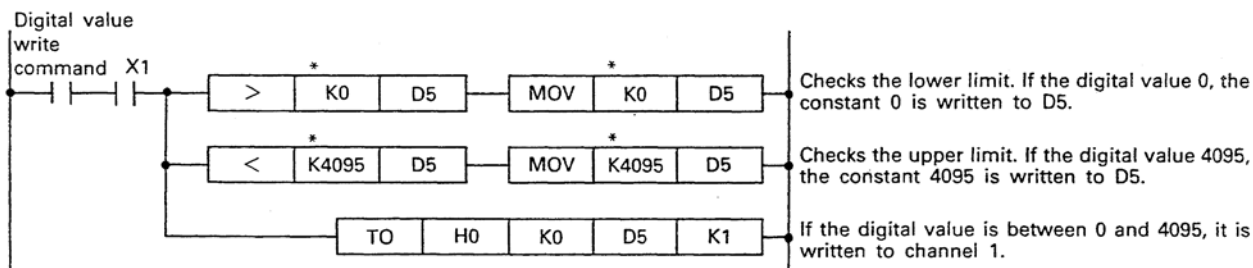 Digital value
write
command X1
* *
> K0 D5 MOV K0 D5
Checks the lower limit. If the digital value 0, the
constant 0 is written to D5.
* *
< K4095 D5 MOV K4095 D5
Checks the upper limit. If the digital value 4095,
the constant 4095 is written to D5.
TO H0 K0 D5 K1
If the digital value is between 0 and 4095, it is
written to channel 1.